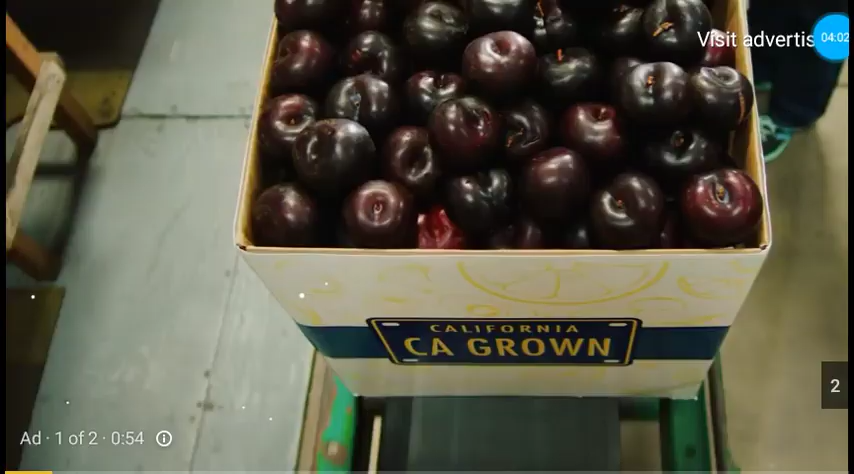 Visit advertis
04:02
CALIFORNIA
CA GROWN
2
Ad · 1 of 2 · 0:54